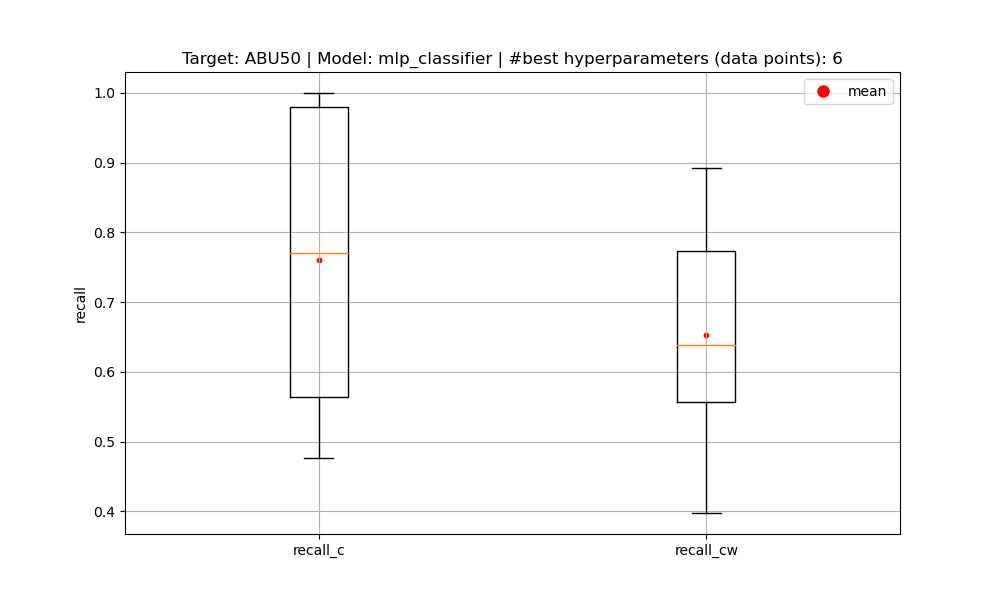 Target: ABU50 | Model: mlp_classifier | #best hyperparameters (data points): 6
mean
1.0
0.9
0.8
0.7
0.6
0.5
0.4
recall
recall_c
recall_cw